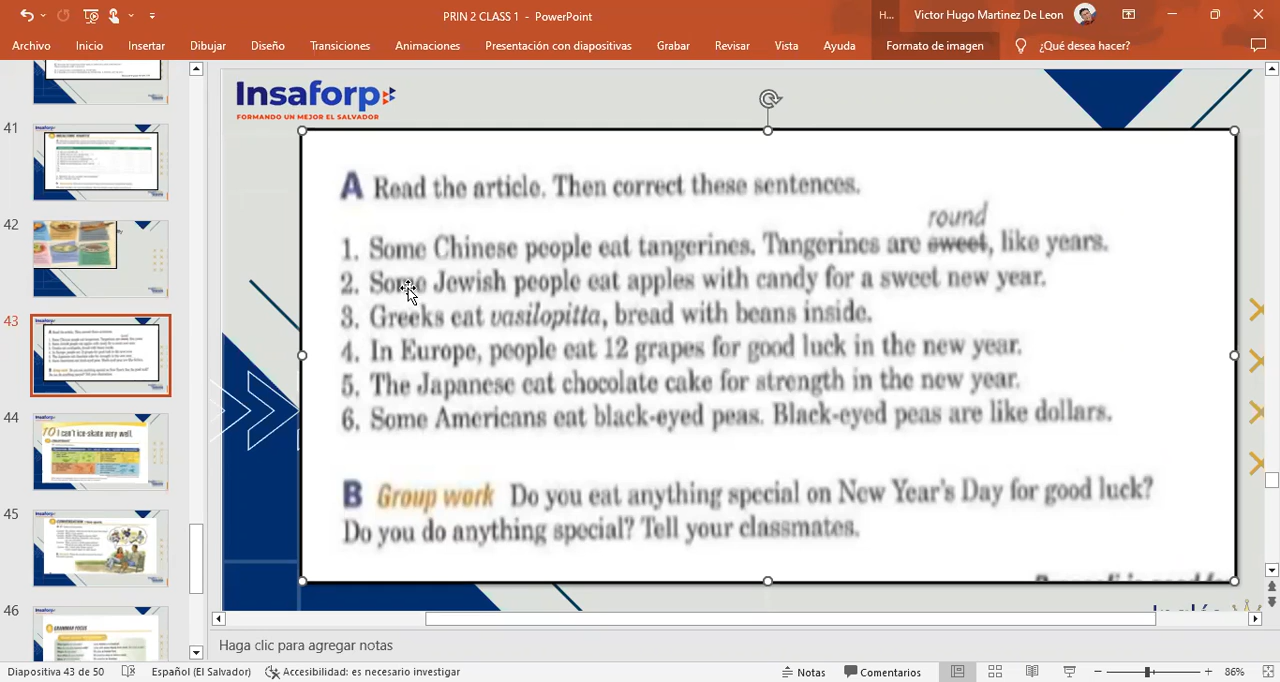 PRIN 2 CLASS 1 - PowerPoint
H...
Victor Hugo Martinez De Leon
Archivo Inicio Insertar Dibujar Diseño Transiciones Animaciones Presentación con diapositivas Grabar Revisar Vista Ayuda Formato de imagen ¿Qué desea hacer?
41
42
43
44
45
46
10 I can't ice-skate very well.
CONVERSATION
GRAMMAR FOCUS
Insaforp
FORMANDO UN MEJOR EL SALVADOR
A Read the article. Then correct these sentences.
round
1. Some Chinese people eat tangerines. Tangerines are sweet, like years.
2. Some Jewish people eat apples with candy for a sweet new year.
3. Greeks eat vasilopitta, bread with beans inside.
4. In Europe, people eat 12 grapes for good luck in the new year.
5. The Japanese eat chocolate cake for strength in the new year.
6. Some Americans eat black-eyed peas. Black-eyed peas are like dollars.
B Group work Do you eat anything special on New Year's Day for good luck?
Do you do anything special? Tell your classmates.
Haga clic para agregar notas
Diapositiva 43 de 50 Español (El Salvador) Accesibilidad: es necesario investigar Notas Comentarios 86%